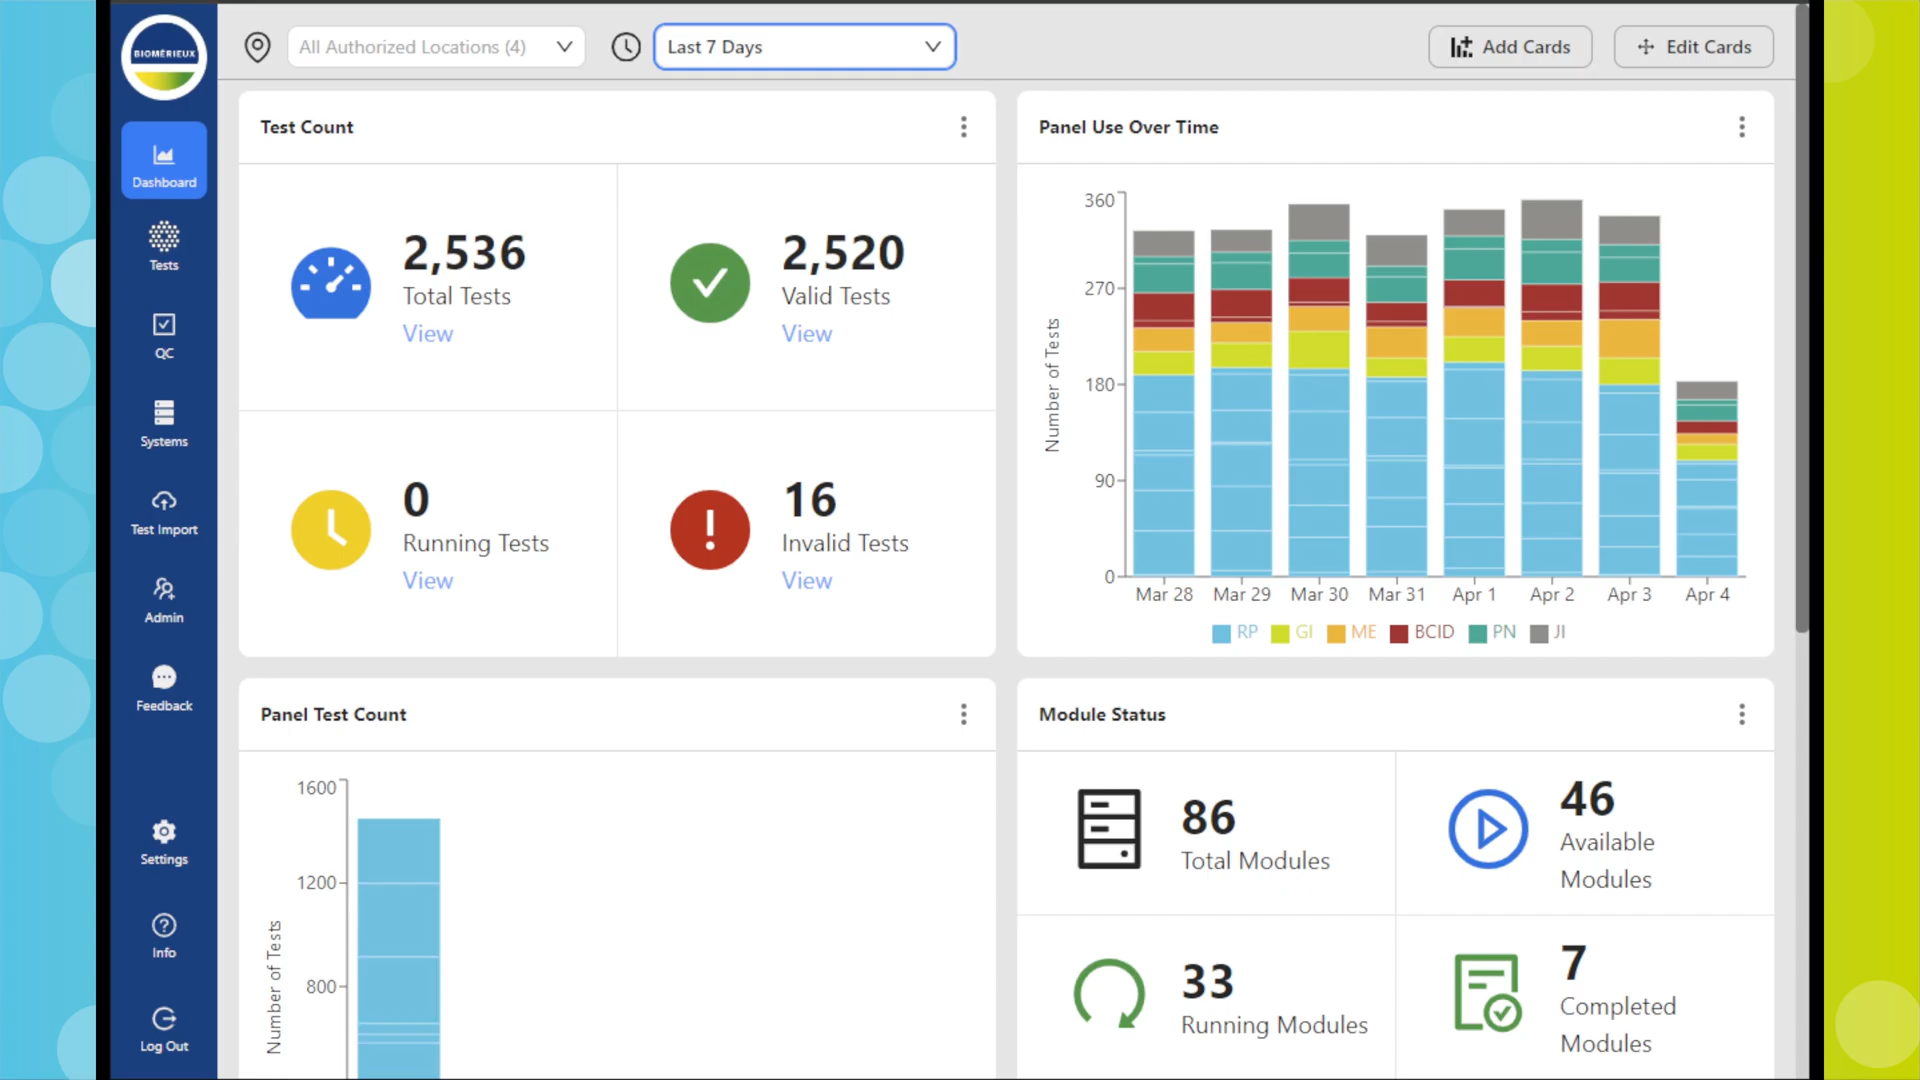 BIOMÉRIEUX
Dashboard
Tests
QC
Systems
Test Import
Admin
Feedback
Settings
Info
Log Out
All Authorized Locations (4)
Last 7 Days
Add Cards
Edit Cards
Test Count
2,536
Total Tests
View
2,520
Valid Tests
View
0
Running Tests
View
16
Invalid Tests
View
Panel Use Over Time
Number of Tests
360
270
180
90
0
Mar 28 Mar 29 Mar 30 Mar 31 Apr 1 Apr 2 Apr 3 Apr 4
RP GI ME BCID PN JI
Panel Test Count
Number of Tests
1600
1200
800
Module Status
86
Total Modules
46
Available
Modules
33
Running Modules
7
Completed
Modules